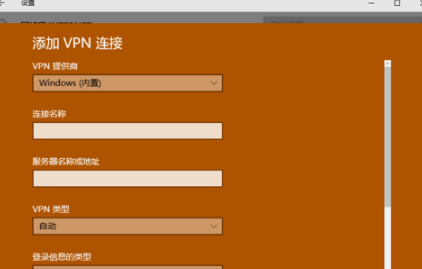 设置
添加 VPN 连接
VPN 提供商
Windows (内置)
连接名称
服务器名称或地址
VPN 类型
自动
登录信息的类型